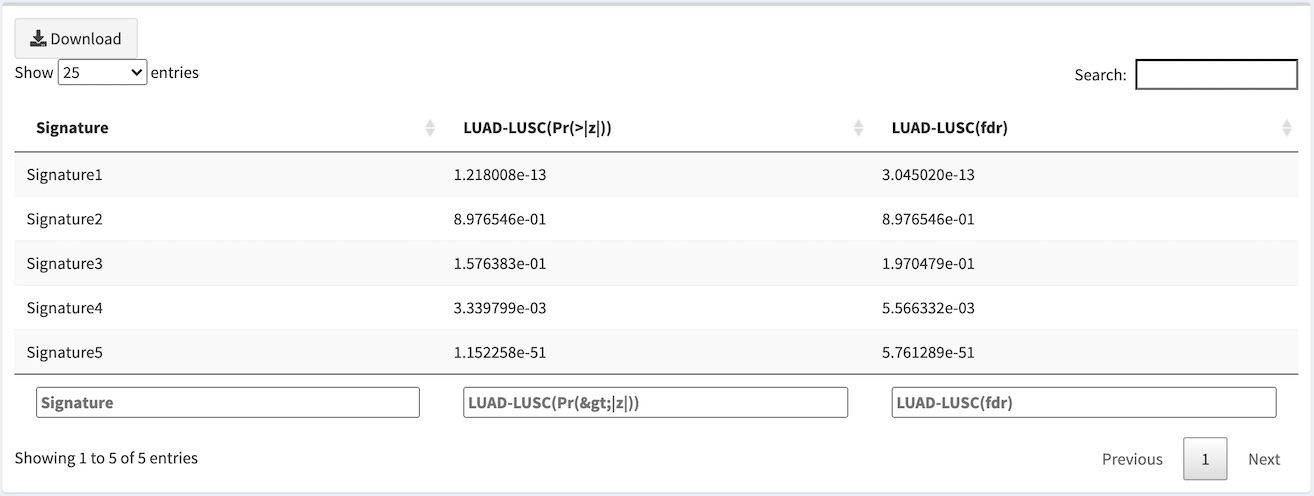 Download
Show 25 entries
Search:
Signature LUAD-LUSC(Pr(>|z|)) LUAD-LUSC(fdr)
Signature1 1.218008e-13 3.045020e-13
Signature2 8.976546e-01 8.976546e-01
Signature3 1.576383e-01 1.970479e-01
Signature4 3.339799e-03 5.566332e-03
Signature5 1.152258e-51 5.761289e-51
Signature LUAD-LUSC(Pr(&gt;|z|)) LUAD-LUSC(fdr)
Showing 1 to 5 of 5 entries
Previous 1 Next